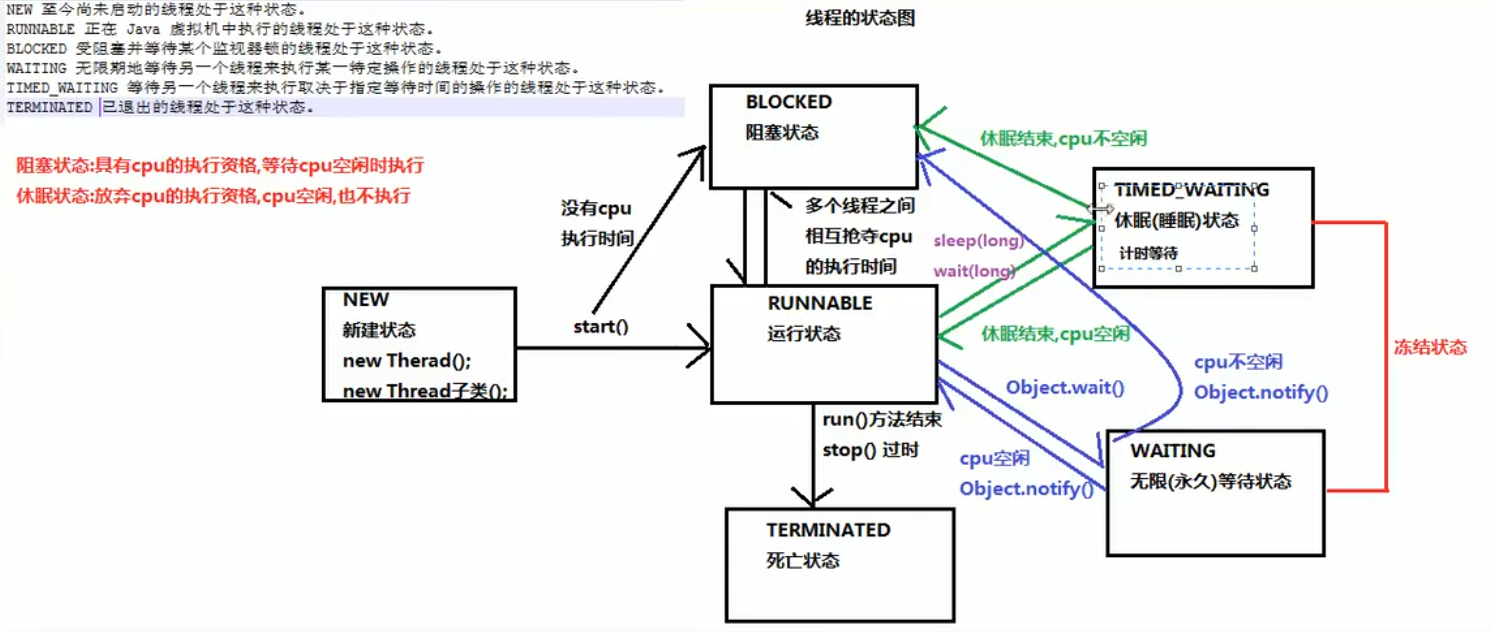 NEW 至今尚未启动的线程处于这种状态。
RUNNABLE 正在 Java 虚拟机中执行的线程处于这种状态。
BLOCKED 受阻塞并等待某个监视器锁的线程处于这种状态。
WAITING 无限期地等待另一个线程来执行某一特定操作的线程处于这种状态。
TIMED_WAITING 等待另一个线程来执行取决于指定等待时间的操作的线程处于这种状态。
TERMINATED 已退出的线程处于这种状态。
线程的状态图
阻塞状态:具有cpu的执行资格,等待cpu空闲时执行
休眠状态:放弃cpu的执行资格,cpu空闲,也不执行
BLOCKED
阻塞状态
休眠结束,cpu不空闲
TIMED_WAITING
休眠(睡眠)状态
计时等待
没有cpu
执行时间
多个线程之间
相互抢夺cpu
的执行时间
sleep(long)
wait(long)
NEW
新建状态
new Therad();
new Thread子类();
start()
RUNNABLE
运行状态
休眠结束,cpu空闲
冻结状态
cpu不空闲
Object.notify()
Object.wait()
run()方法结束
stop() 过时
cpu空闲
Object.notify()
WAITING
无限(永久)等待状态
TERMINATED
死亡状态